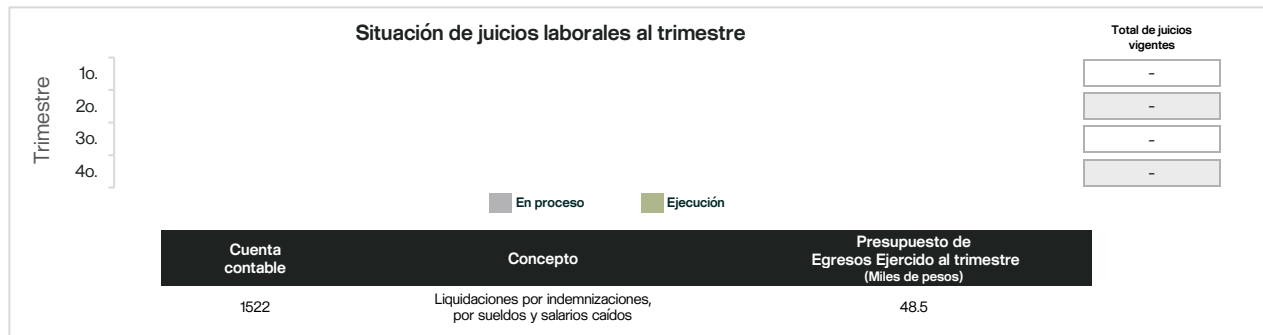 Situación de juicios laborales al trimestre
Total de juicios
vigentes
Trimestre
1o.
-
2o.
-
3o.
-
4o.
-
En proceso
Ejecución
Cuenta
contable
Concepto
Presupuesto de
Egresos Ejercido al trimestre
(Miles de pesos)
1522
Liquidaciones por indemnizaciones,
por sueldos y salarios caídos
48.5